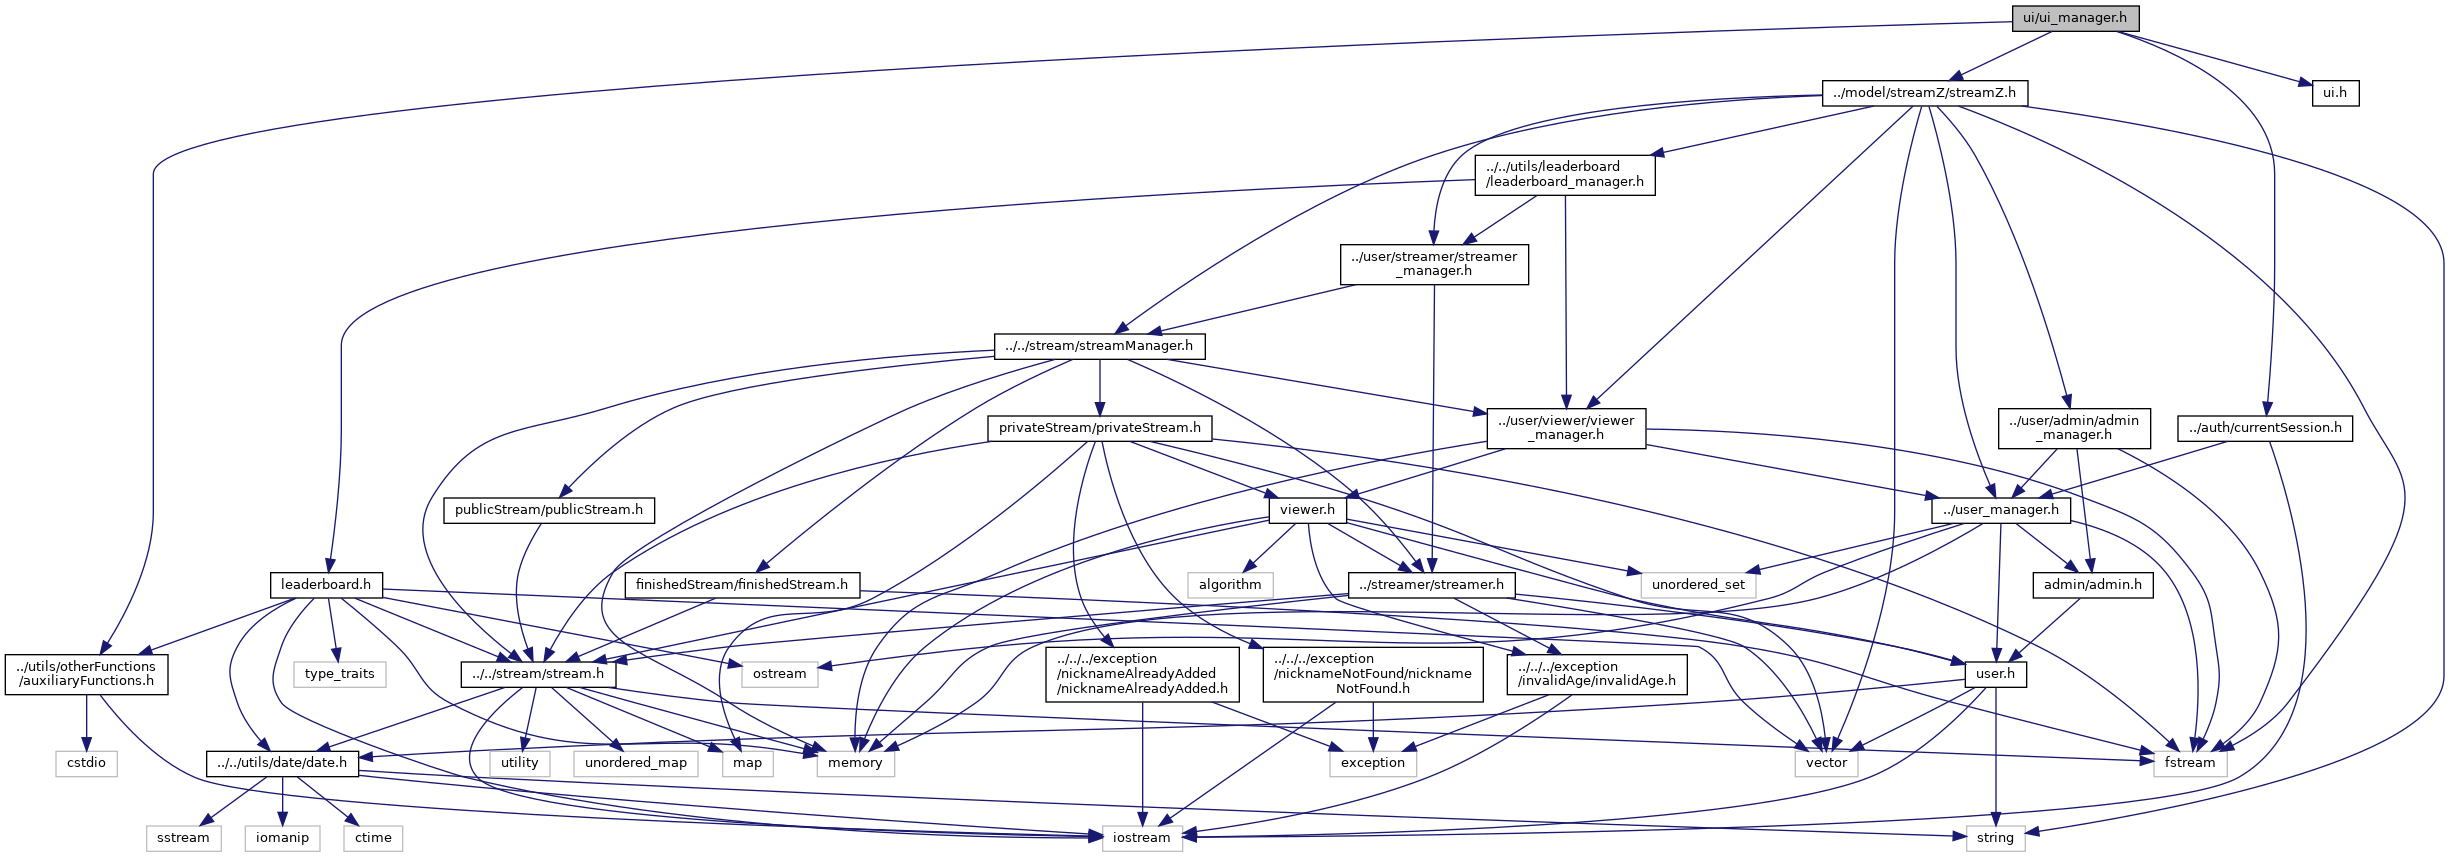 ui/ui_manager.h
../model/streamZ/streamZ.h
ui.h
../../utils/leaderboard
/leaderboard_manager.h
../user/streamer/streamer
_manager.h
../../stream/streamManager.h
privateStream/privateStream.h
../user/viewer/viewer
_manager.h
../user/admin/admin
_manager.h
../auth/currentSession.h
publicStream/publicStream.h
viewer.h
../user_manager.h
leaderboard.h
finishedStream/finishedStream.h
algorithm
../streamer/streamer.h
unordered_set
admin/admin.h
../utils/otherFunctions
/auxiliaryFunctions.h
type_traits
../../stream/stream.h
ostream
../../../exception
/nicknameAlreadyAdded
/nicknameAlreadyAdded.h
../../../exception
/nicknameNotFound/nickname
NotFound.h
../../../exception
/invalidAge/invalidAge.h
user.h
cstdio
../../utils/date/date.h
utility
unordered_map
map
memory
exception
vector
fstream
sstream
iomanip
ctime
iostream
string